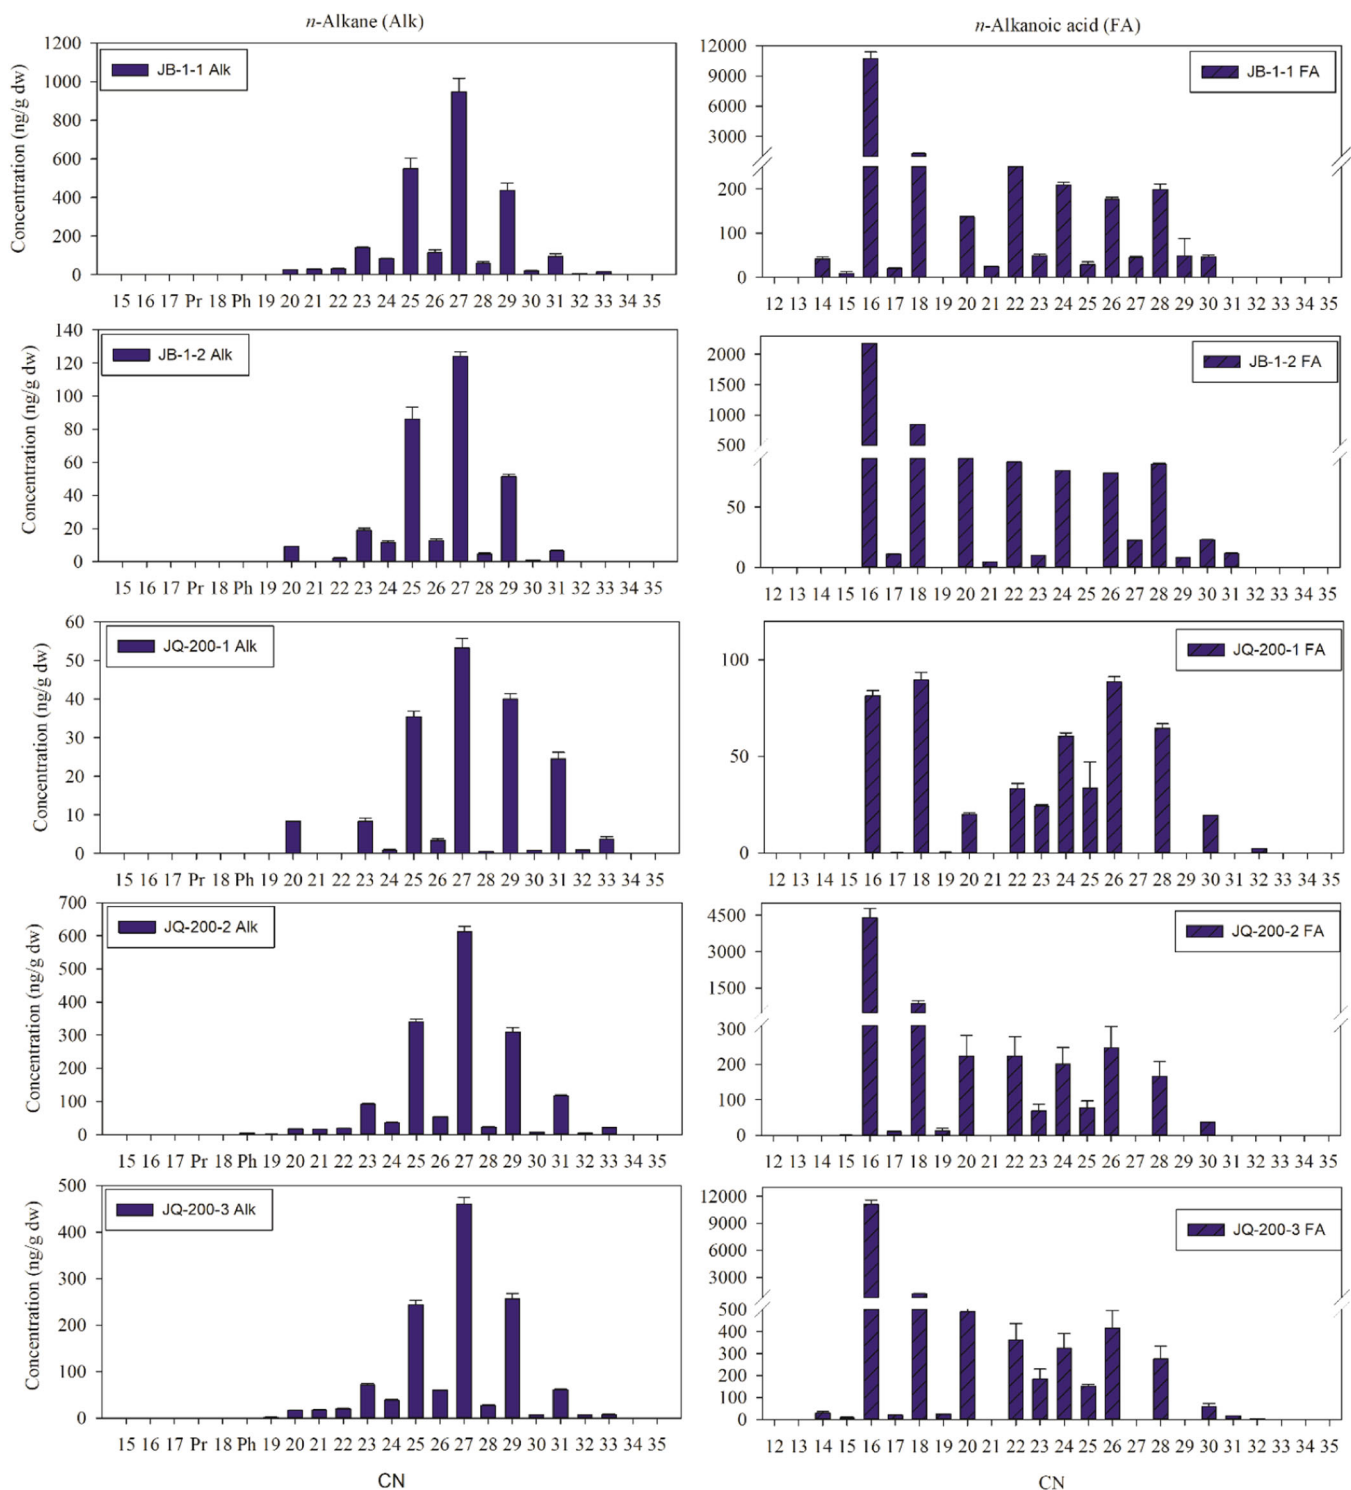 n-Alkane (Alk)
n-Alkanoic acid (FA)
Concentration (ng/g dw)
1200
1000
800
600
400
200
0
JB-1-1 Alk
15 16 17 Pr 18 Ph 19 20 21 22 23 24 25 26 27 28 29 30 31 32 33 34 35
Concentration (ng/g dw)
12000
9000
6000
3000
200
100
0
JB-1-1 FA
12 13 14 15 16 17 18 19 20 21 22 23 24 25 26 27 28 29 30 31 32 33 34 35
Concentration (ng/g dw)
140
120
100
80
60
40
20
0
JB-1-2 Alk
15 16 17 Pr 18 Ph 19 20 21 22 23 24 25 26 27 28 29 30 31 32 33 34 35
2000
1500
1000
500
50
0
JB-1-2 FA
12 13 14 15 16 17 18 19 20 21 22 23 24 25 26 27 28 29 30 31 32 33 34 35
Concentration (ng/g dw)
60
50
40
30
20
10
0
JQ-200-1 Alk
15 16 17 Pr 18 Ph 19 20 21 22 23 24 25 26 27 28 29 30 31 32 33 34 35
100
50
0
JQ-200-1 FA
12 13 14 15 16 17 18 19 20 21 22 23 24 25 26 27 28 29 30 31 32 33 34 35
Concentration (ng/g dw)
700
600
500
400
300
200
100
0
JQ-200-2 Alk
15 16 17 Pr 18 Ph 19 20 21 22 23 24 25 26 27 28 29 30 31 32 33 34 35
4500
1500
300
200
100
0
JQ-200-2 FA
12 13 14 15 16 17 18 19 20 21 22 23 24 25 26 27 28 29 30 31 32 33 34 35
Concentration (ng/g dw)
500
400
300
200
100
0
JQ-200-3 Alk
15 16 17 Pr 18 Ph 19 20 21 22 23 24 25 26 27 28 29 30 31 32 33 34 35
CN
12000
9000
6000
3000
500
400
300
200
100
0
JQ-200-3 FA
12 13 14 15 16 17 18 19 20 21 22 23 24 25 26 27 28 29 30 31 32 33 34 35
CN